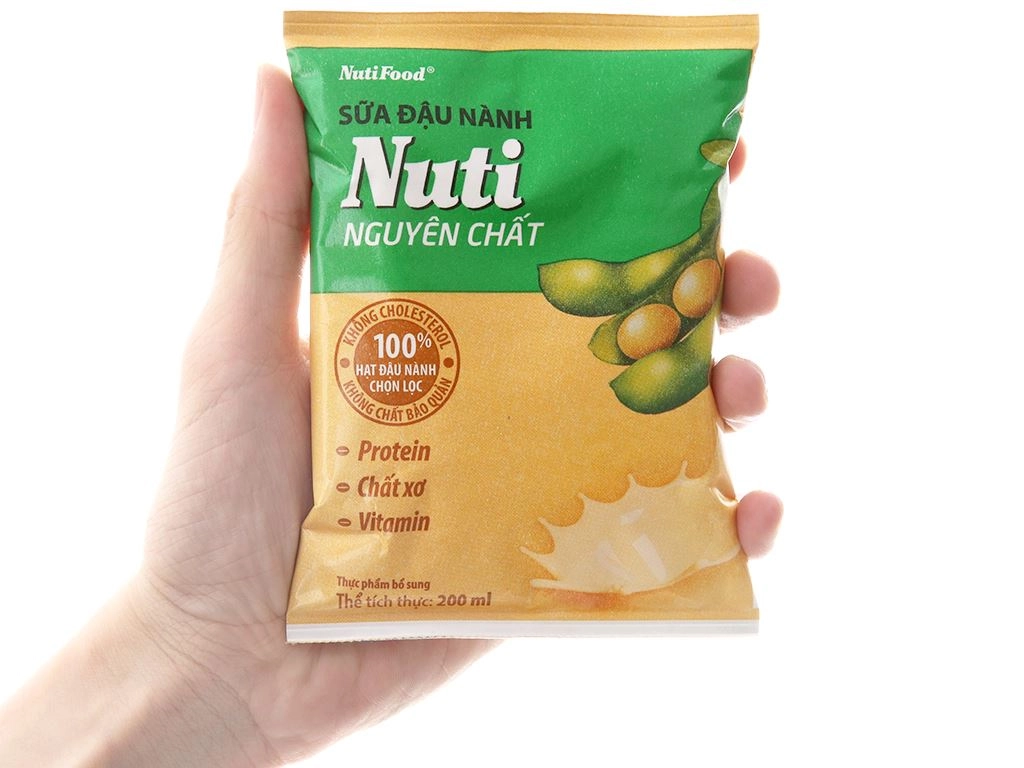 NutiFood®
SỮA ĐẬU NÀNH
Nuti
NGUYÊN CHẤT
KHÔNG CHOLESTEROL
100%
HẠT ĐẬU NÀNH
CHỌN LỌC
KHÔNG CHẤT BẢO QUẢN
Protein
Chất xơ
Vitamin
Thực phẩm bổ sung
Thể tích thực: 200 ml